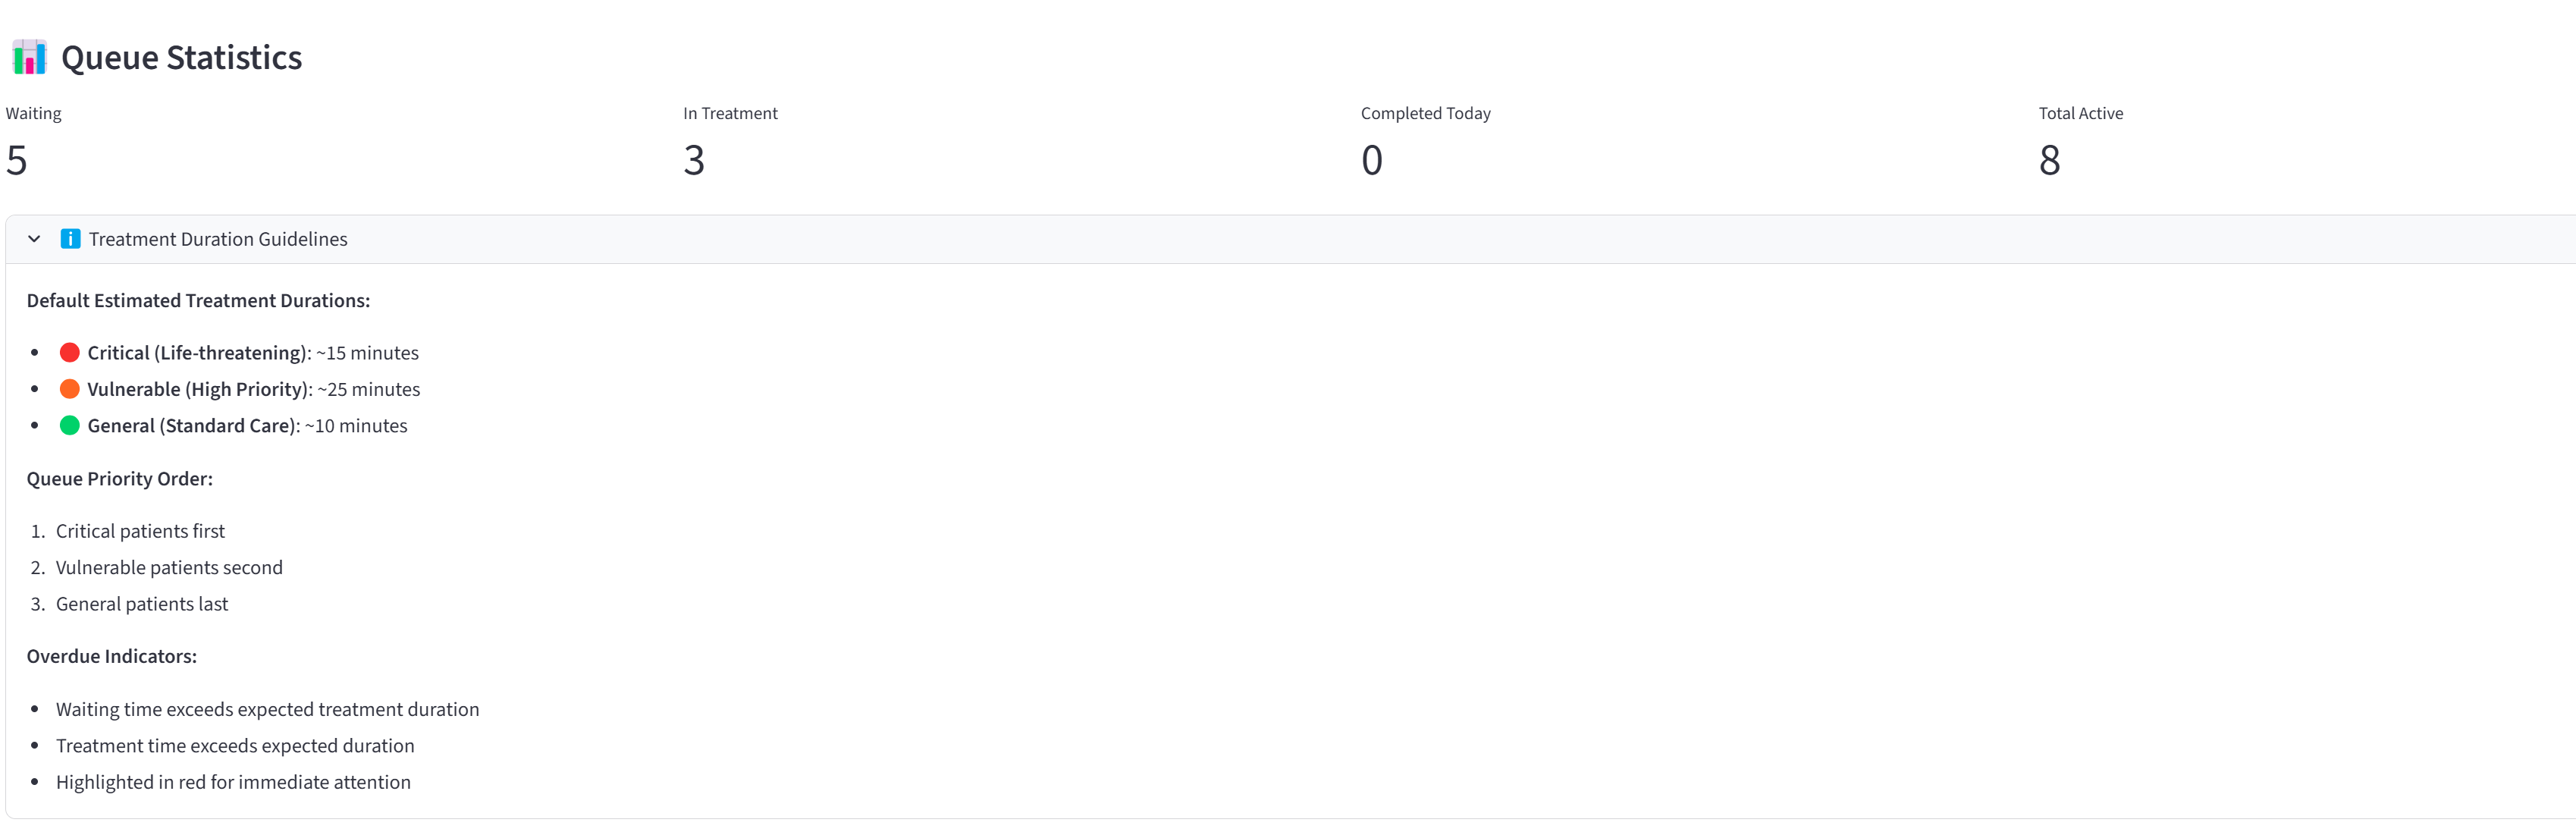 📊 Queue Statistics
Waiting
5
In Treatment
3
Completed Today
0
Total Active
8
ℹ️ Treatment Duration Guidelines
Default Estimated Treatment Durations:
• 🔴 Critical (Life-threatening): ~15 minutes
• 🟠 Vulnerable (High Priority): ~25 minutes
• 🟢 General (Standard Care): ~10 minutes
Queue Priority Order:
1. Critical patients first
2. Vulnerable patients second
3. General patients last
Overdue Indicators:
• Waiting time exceeds expected treatment duration
• Treatment time exceeds expected duration
• Highlighted in red for immediate attention